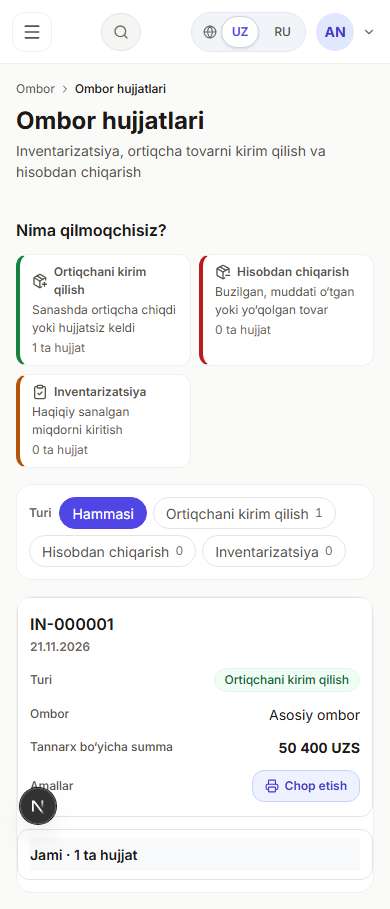 UZ RU AN
Ombor > Ombor hujjatlari
Ombor hujjatlari
Inventarizatsiya, ortiqcha tovarni kirim qilish va
hisobdan chiqarish
Nima qilmoqchisiz?
Ortiqchani kirim
qilish
Sanashda ortiqcha chiqdi
yoki hujjatsiz keldi
1 ta hujjat
Hisobdan chiqarish
Buzilgan, muddati o‘tgan
yoki yo‘qolgan tovar
0 ta hujjat
Inventarizatsiya
Haqiqiy sanalgan
miqdorni kiritish
0 ta hujjat
Turi Hammasi Ortiqchani kirim qilish 1
Hisobdan chiqarish 0 Inventarizatsiya 0
IN-000001
21.11.2026
Turi Ortiqchani kirim qilish
Ombor Asosiy ombor
Tannarx bo‘yicha summa 50 400 UZS
Amallar Chop etish
N
Jami · 1 ta hujjat